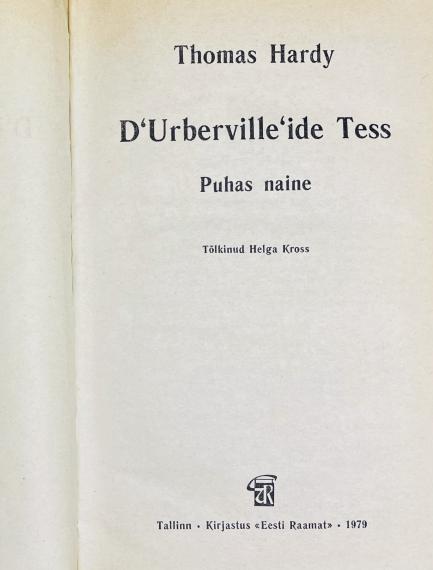 Thomas Hardy
D‘Urberville‘ide Tess
Puhas naine
Tõlkinud Helga Kross
Tallinn • Kirjastus «Eesti Raamat» • 1979